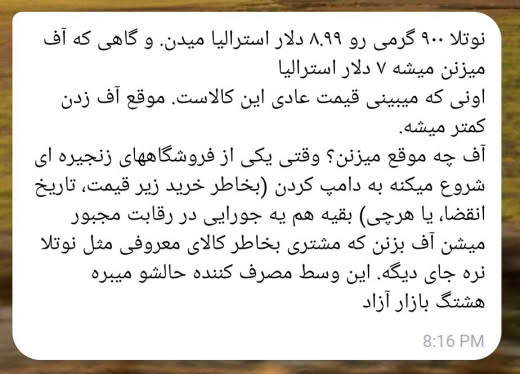 نوتلا ۹۰۰ گرمی رو ۸.۹۹ دلار استرالیا میدن. و گاهی که آف
میزنن میشه ۷ دلار استرالیا
اونی که میبینی قیمت عادی این کالاست. موقع آف زدن
کمتر میشه.
آف چه موقع میزنن؟ وقتی یکی از فروشگاههای زنجیره ای
شروع میکنه به دامپ کردن (بخاطر خرید زیر قیمت، تاریخ
انقضا، یا هرچی) بقیه هم یه جورایی در رقابت مجبور
میشن آف بزنن که مشتری بخاطر کالای معروفی مثل نوتلا
نره جای دیگه. این وسط مصرف کننده حالشو میبره
هشتگ بازار آزاد
8:16 PM